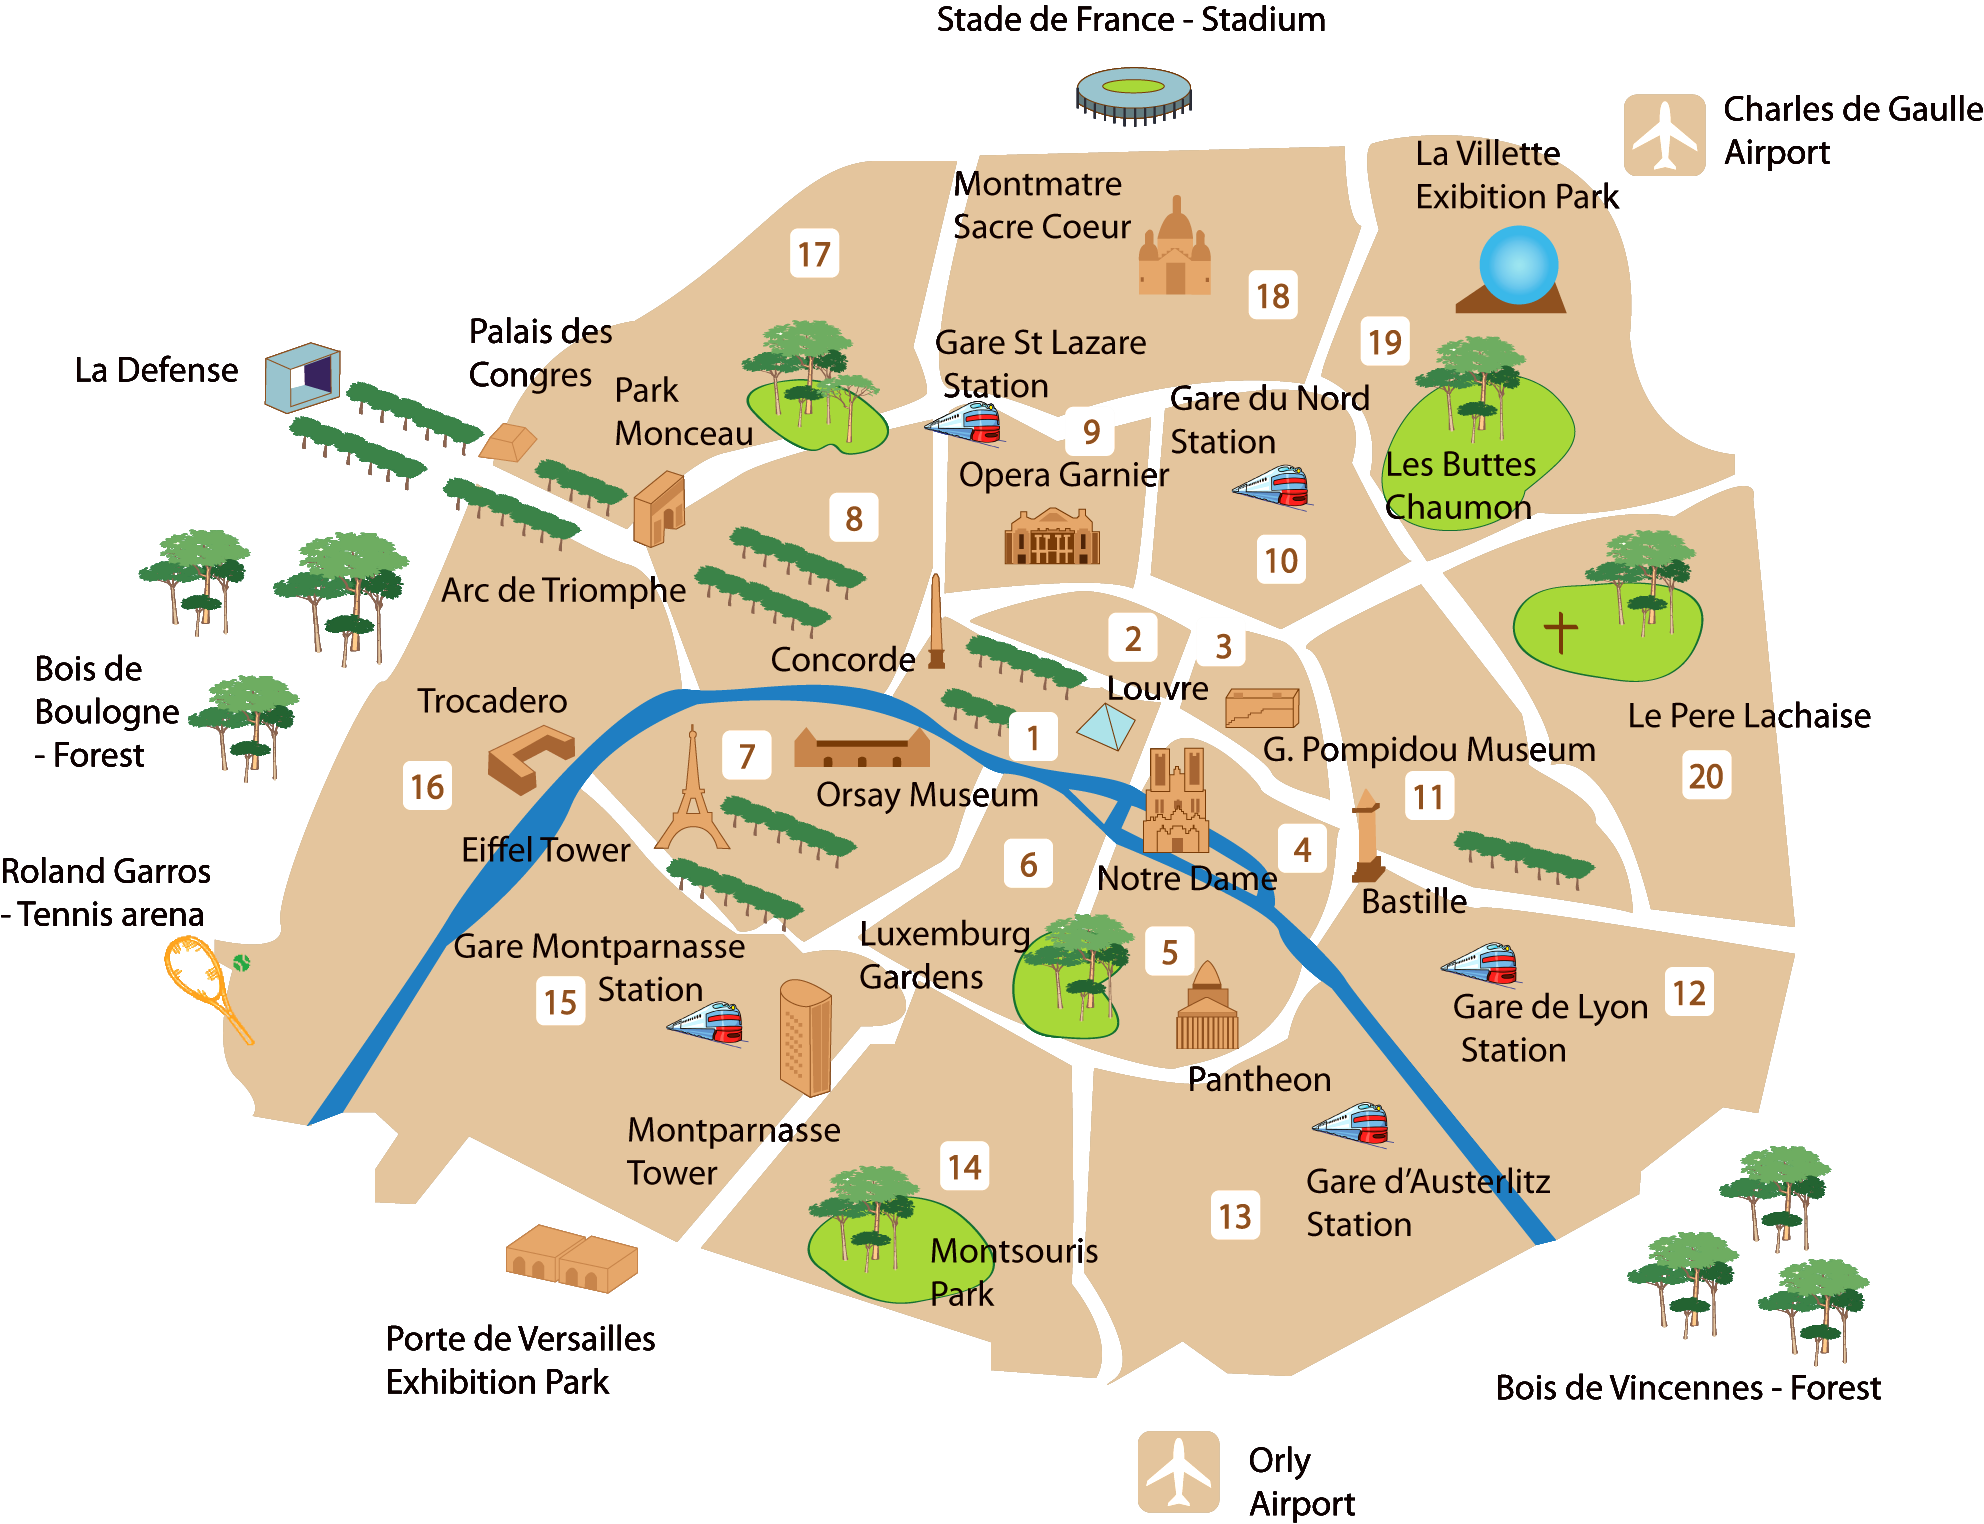 Stade de France - Stadium
Charles de Gaulle
Airport
La Villette
Exibition Park
Montmatre
Sacre Coeur
17
18
19
Palais des
Congres
La Defense
Park
Monceau
Gare St Lazare
Station
Gare du Nord
Station
9
Opera Garnier
Les Buttes
Chaumon
8
10
Arc de Triomphe
2
3
Concorde
Louvre
Bois de
Boulogne
- Forest
Trocadero
Le Pere Lachaise
1
7
G. Pompidou Museum
16
Orsay Museum
11
20
Eiffel Tower
6
4
Notre Dame
Roland Garros
- Tennis arena
Bastille
Luxemburg
Gardens
5
Gare Montparnasse
Station
15
Gare de Lyon
Station
12
Pantheon
Montparnasse
Tower
14
Gare d'Austerlitz
Station
13
Montsouris
Park
Porte de Versailles
Exhibition Park
Bois de Vincennes - Forest
Orly
Airport